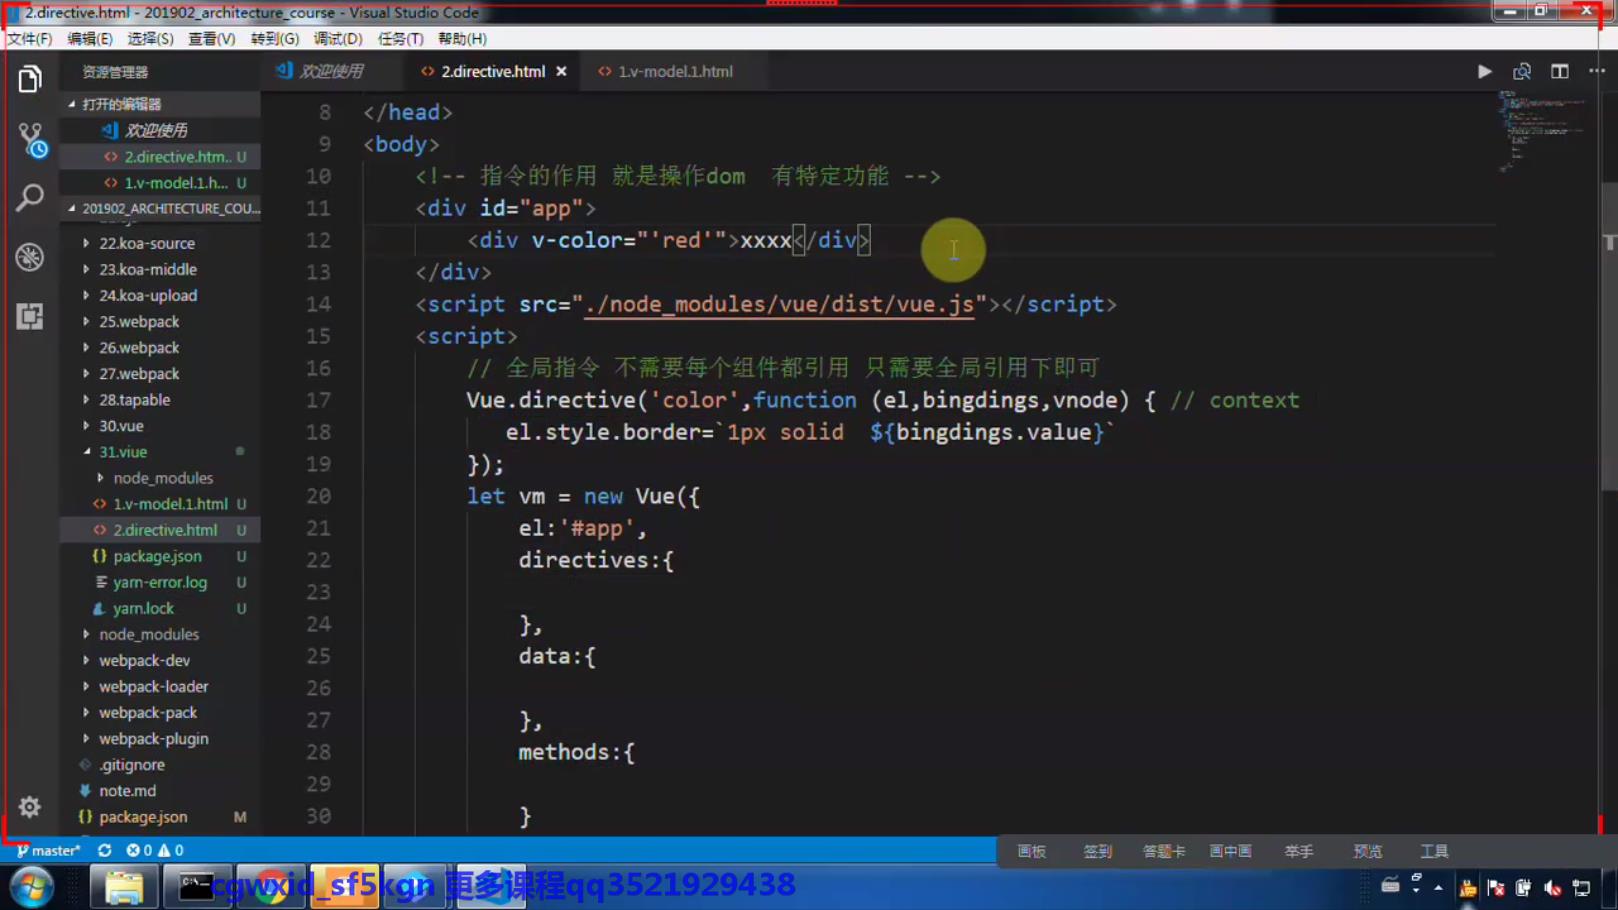 2.directive.html - 201902_architecture_course - Visual Studio Code
文件(F) 编辑(E) 选择(S) 查看(V) 转到(G) 调试(D) 任务(T) 帮助(H)
资源管理器
欢迎使用 2.directive.html 1.v-model.1.html
打开的编辑器
欢迎使用
2.directive.htm.. U
1.v-model.1.h... U
201902_ARCHITECTURE_COU...
22.koa-source
23.koa-middle
24.koa-upload
25.webpack
26.webpack
27.webpack
28.tapable
30.vue
31.viue
node_modules
1.v-model.1.html U
2.directive.html U
package.json U
yarn-error.log U
yarn.lock U
node_modules
webpack-dev
webpack-loader
webpack-pack
webpack-plugin
.gitignore
note.md
package.json M
8 </head>
9 <body>
10 <!-- 指令的作用 就是操作dom 有特定功能 -->
11 <div id="app">
12 <div v-color="'red'">xxxx</div>
13 </div>
14 <script src="./node_modules/vue/dist/vue.js"></script>
15 <script>
16 // 全局指令 不需要每个组件都引用 只需要全局引用下即可
17 Vue.directive('color',function (el,bingdings,vnode) { // context
18 el.style.border=`1px solid ${bingdings.value}`
19 });
20 let vm = new Vue({
21 el:'#app',
22 directives:{
23
24 },
25 data:{
26
27 },
28 methods:{
29
30 }
master* 0 0
画板 签到 答题卡 画中画 举手 预览 工具
cgwxid_sf5kgn 更多课程qq3521929438